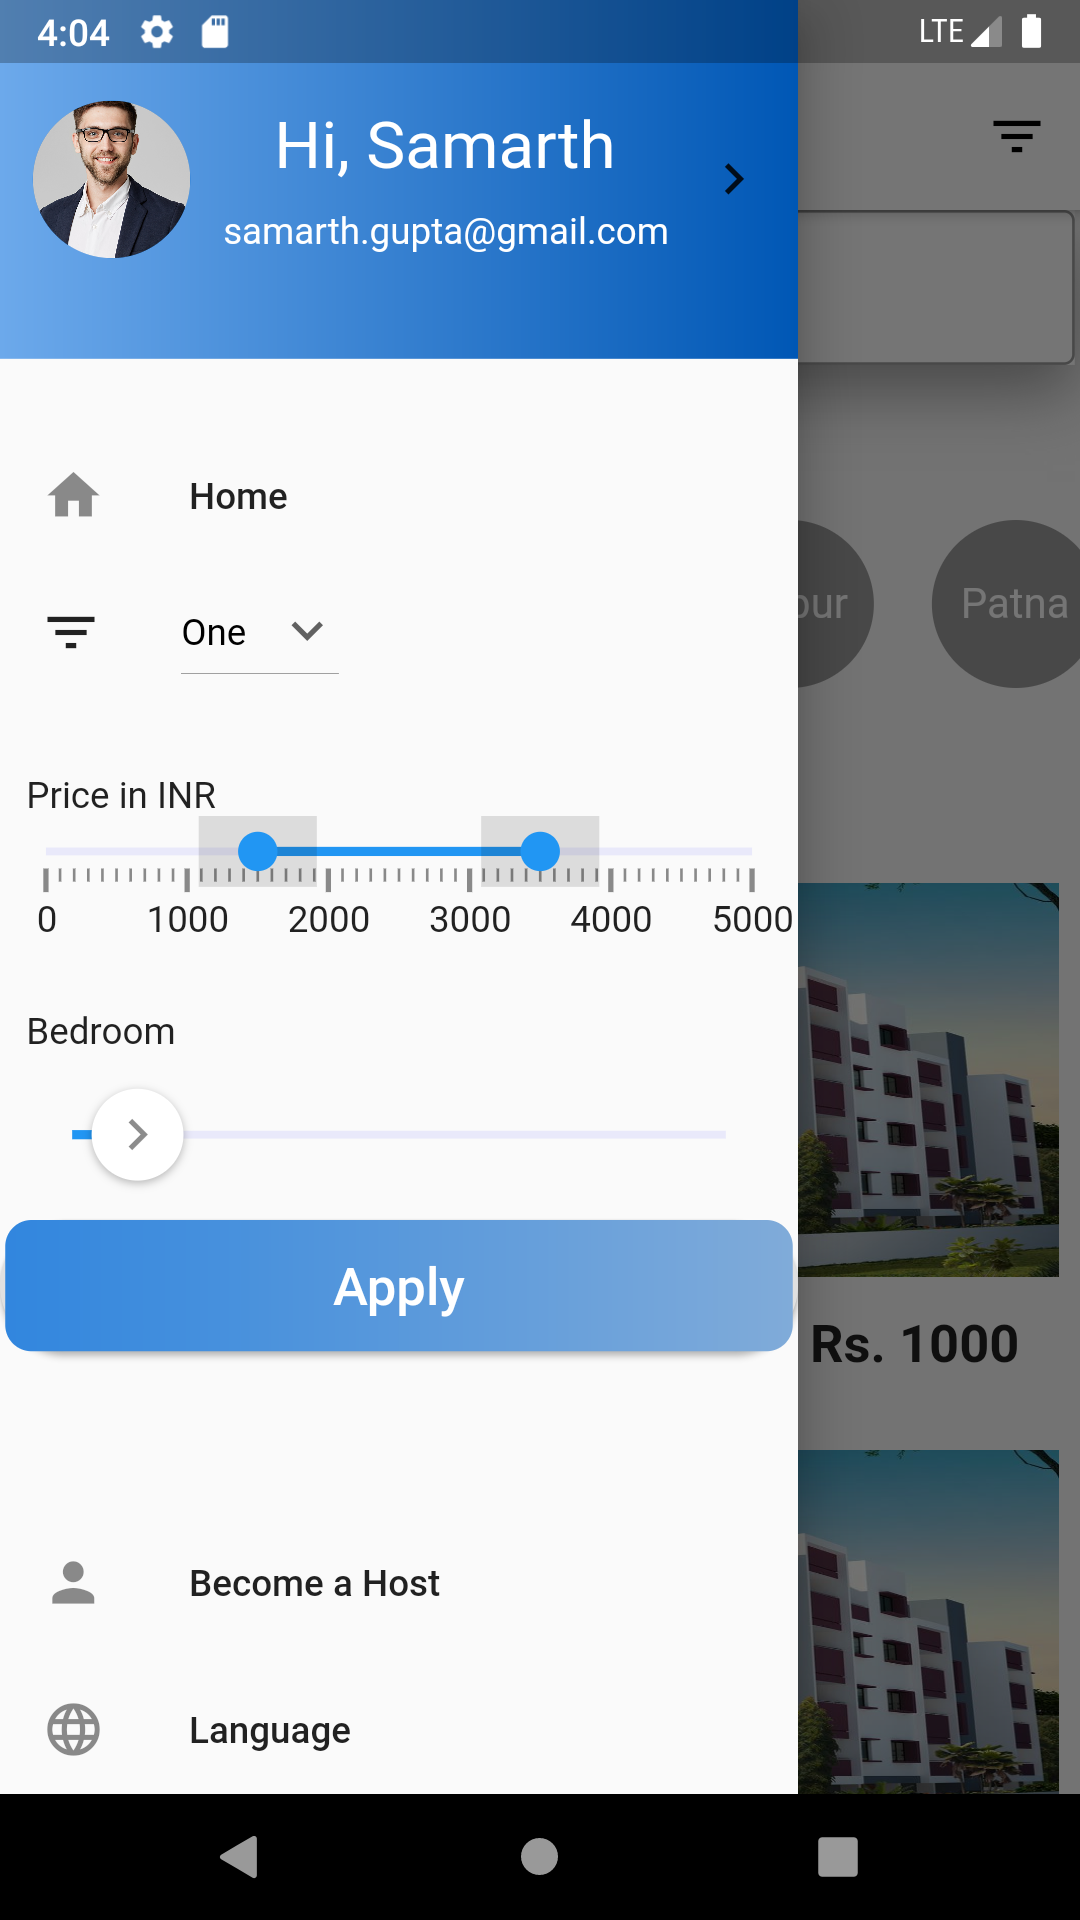 4:04 LTE
Hi, Samarth
samarth.gupta@gmail.com
Home
One
pur Patna
Price in INR
0 1000 2000 3000 4000 5000
Bedroom
Apply
Rs. 1000
Become a Host
Language